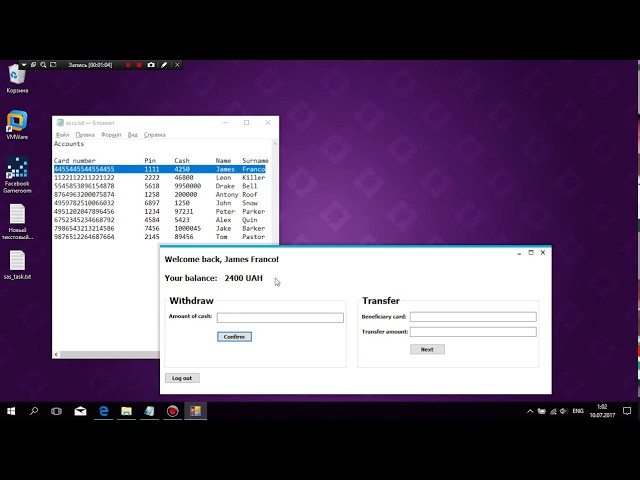 Запись [00:01:04]
Корзина
VMWare
Facebook
Gameroom
Новый
текстовый...
sas_task.txt
accs.txt — Блокнот
Файл Правка Формат Вид Справка
Accounts
Card number Pin Cash Name Surname
4455445544554455 1111 4250 James Franco
1122112211221122 0000 46800 Leon Killer
5545853896154878 5618 9950000 Drake Bell
8764963200075874 1258 200000 Antony Roof
4959782510066032 6897 1250 John Snow
4951202047896456 1234 97231 Peter Parker
6752345234668792 4584 5423 Alex Quin
7986543213214586 7456 1000045 Jake Barker
9876512264687664 2145 89456 Tom Pastor
Welcome back, James Franco!
Your balance: 2400 UAH
Withdraw
Amount of cash:
Confirm
Transfer
Beneficiary card:
Transfer amount:
Next
Log out
ENG
1:02
10.07.2017